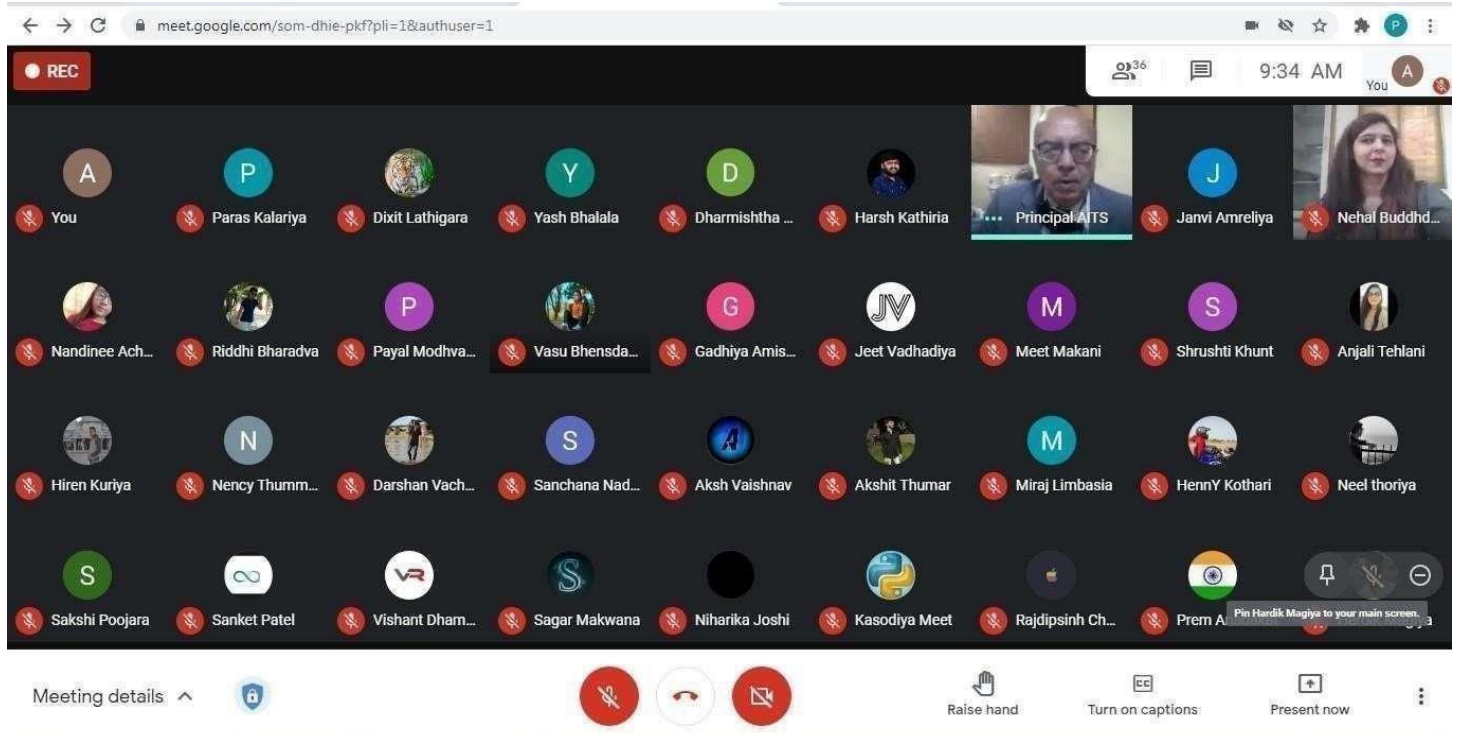 meet.google.com/som-dhie-pkf?pli=1&authuser=1
P
REC
36
9:34 AM
You
A
A P Y D J
You Paras Kalariya Dixit Lathigara Yash Bhalala Dharmishtha ... Harsh Kathiria Principal AITS Janvi Amreliya Nehal Buddhd...
P G JV M S
Nandinee Ach... Riddhi Bharadva Payal Modhva... Vasu Bhensda... Gadhiya Amis... Jeet Vadhadiya Meet Makani Shrushti Khunt Anjali Tehlani
N S A M
Hiren Kuriya Nency Thumm... Darshan Vach... Sanchana Nad... Aksh Vaishnav Akshit Thumar Miraj Limbasia HennY Kothari Neel thoriya
S VR S
Pin Hardik Magiya to your main screen.
Sakshi Poojara Sanket Patel Vishant Dham... Sagar Makwana Niharika Joshi Kasodiya Meet Rajdipsinh Ch... Prem
Meeting details
Raise hand
CC
Turn on captions
Present now